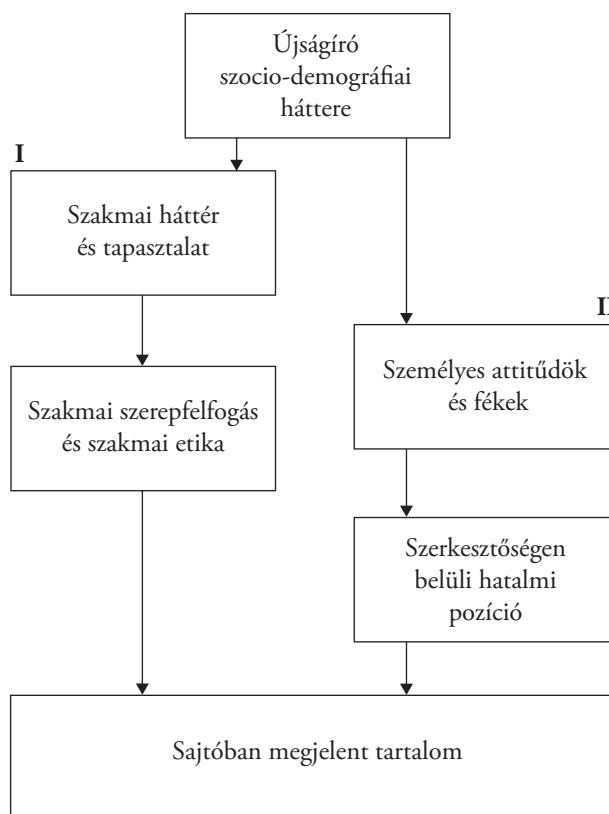 Újságíró
szocio-demográfiai
háttere
I
Szakmai háttér
és tapasztalat
II
Személyes attitűdök
és fékek
Szakmai szerepfelfogás
és szakmai etika
Szerkesztőségen
belüli hatalmi
pozíció
Sajtóban megjelent tartalom